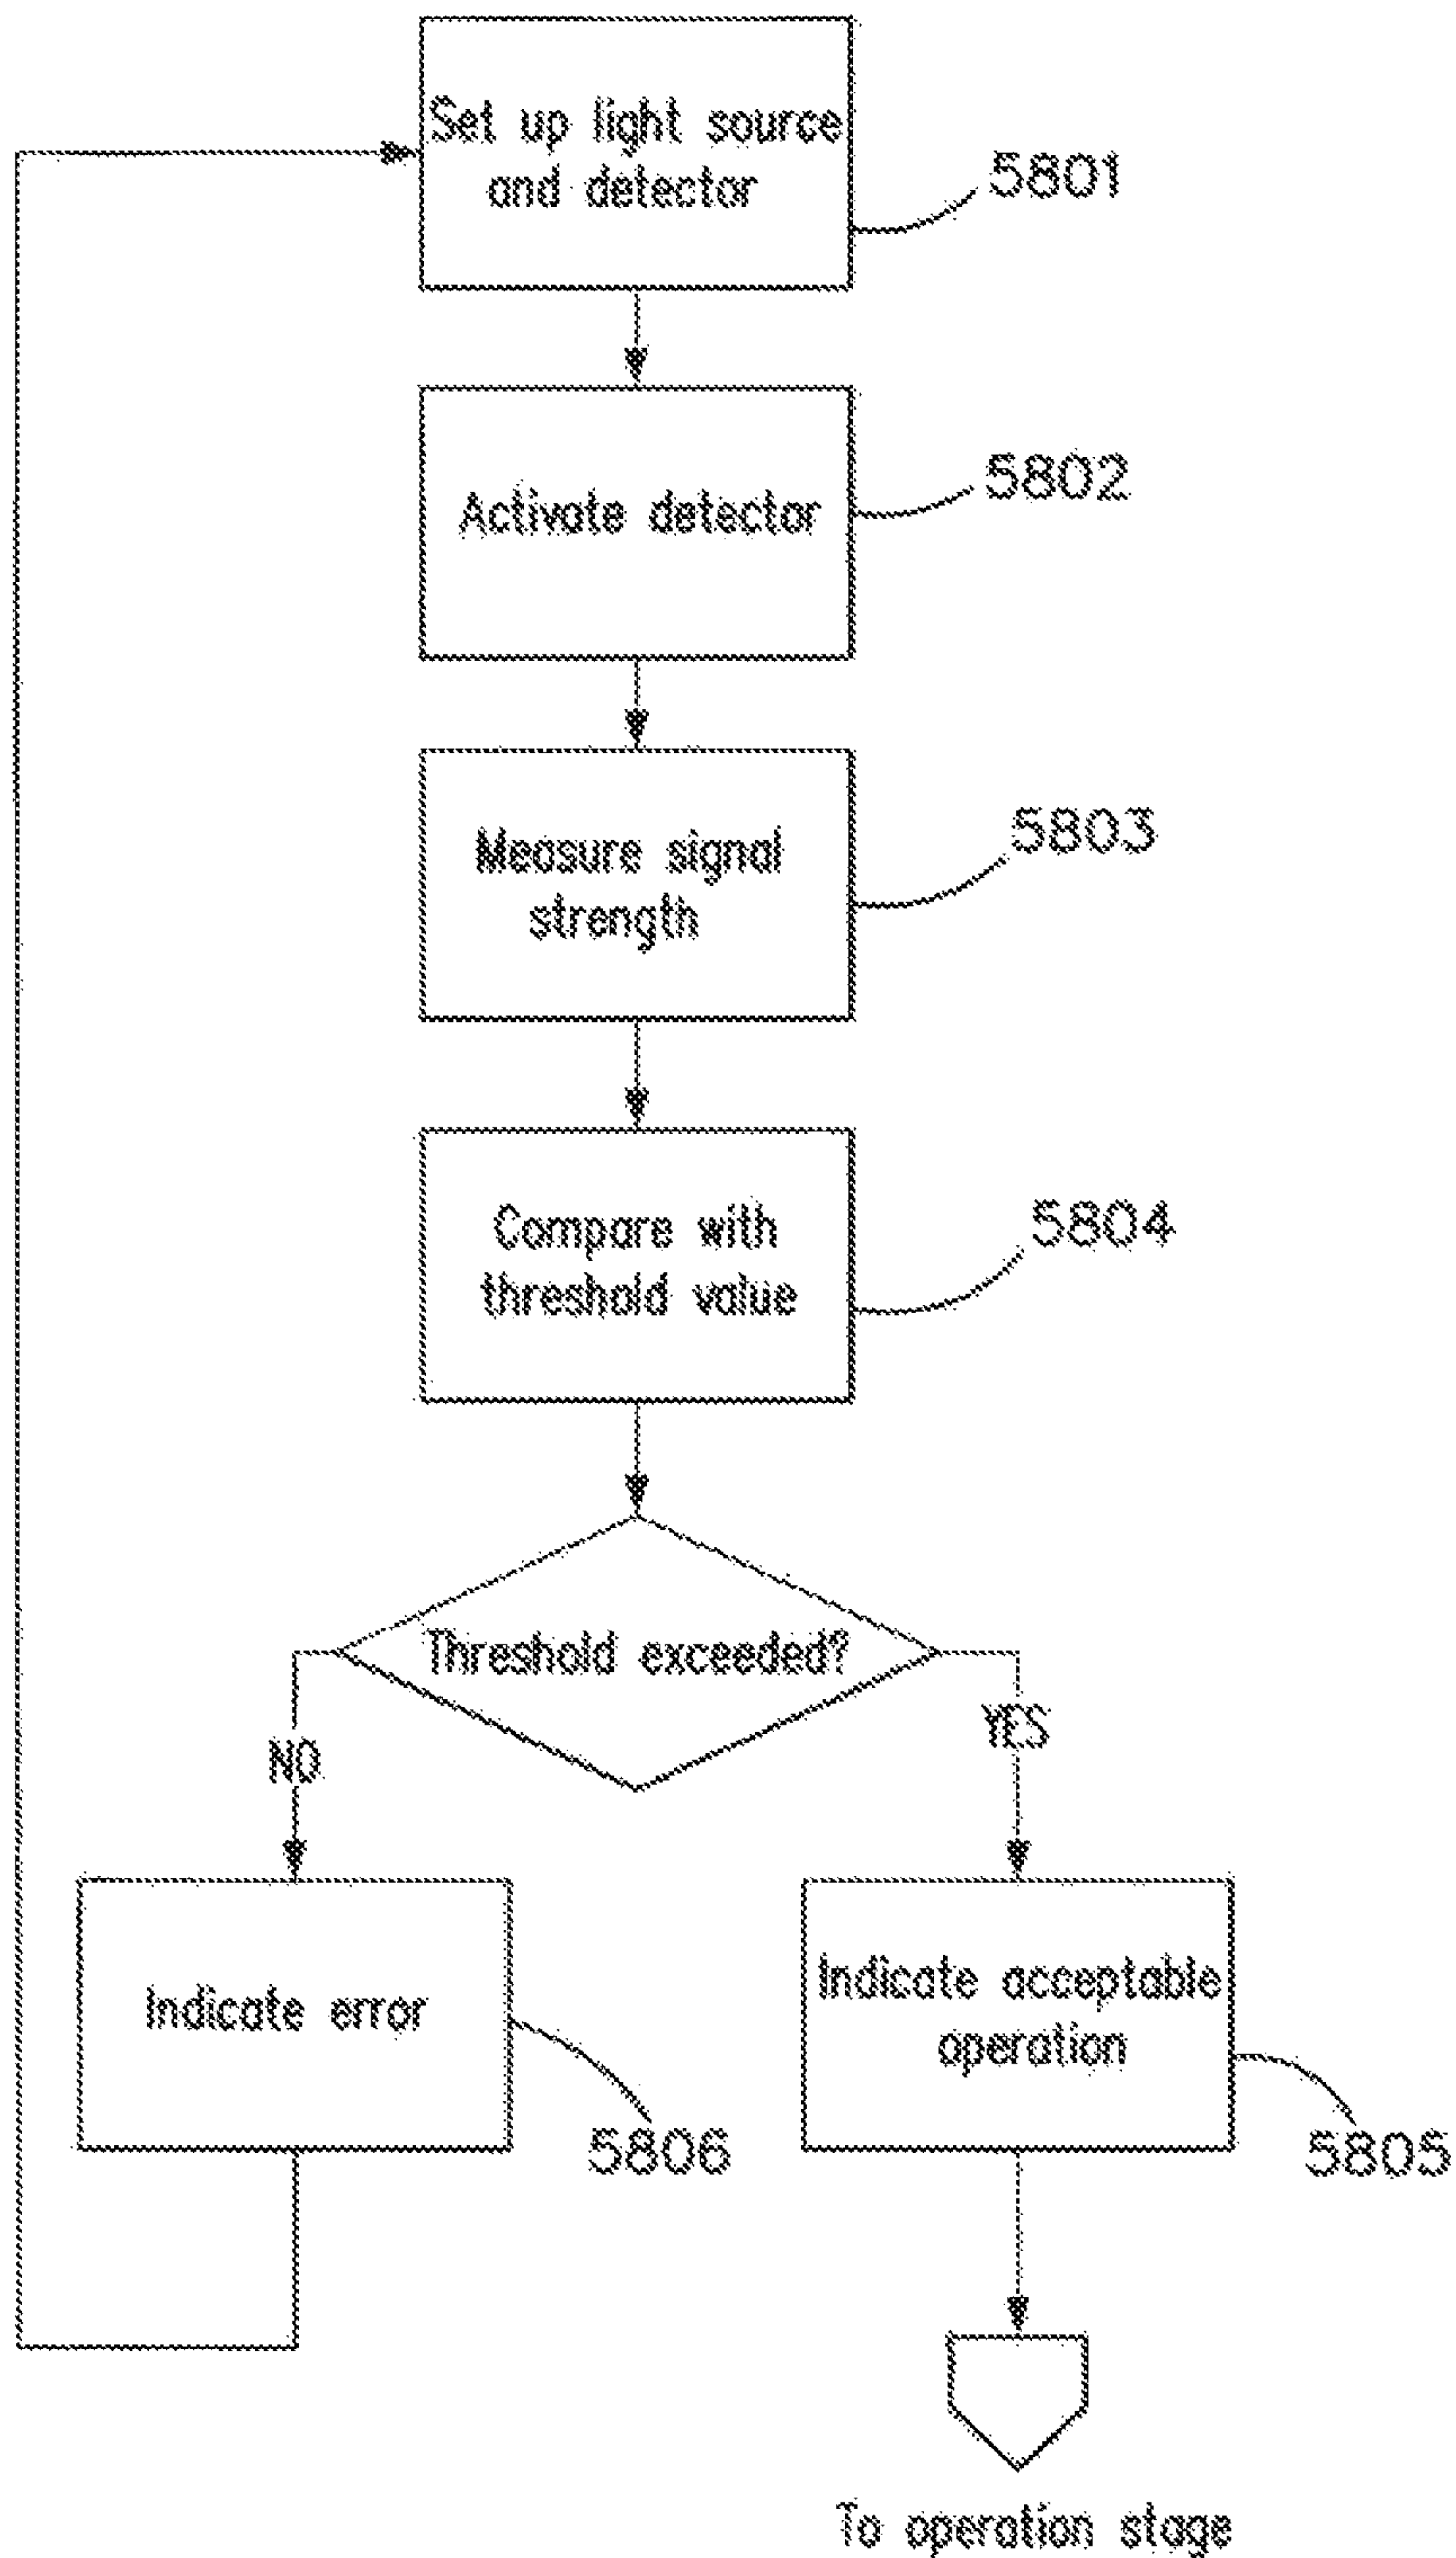 Set up light source
and detector
5801
Activate detector
5802
Measure signal
strength
5803
Compare with
threshold value
5804
Threshold exceeded?
NO
YES
Indicate error
5806
Indicate acceptable
operation
5805
To operation stage